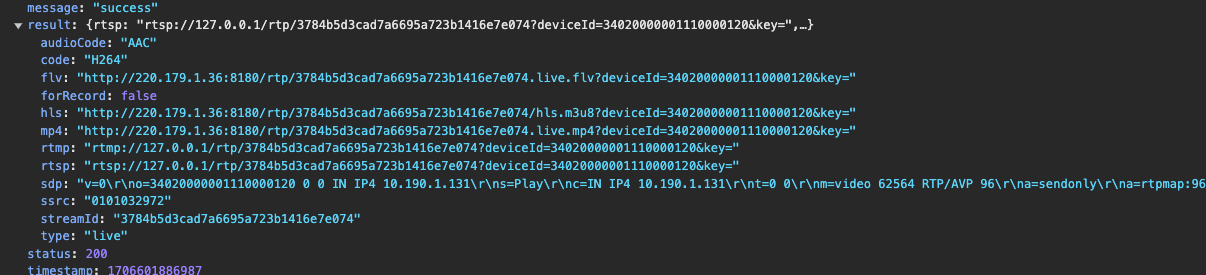 message: "success"
▼ result: {rtsp: "rtsp://127.0.0.1/rtp/3784b5d3cad7a6695a723b1416e7e074?deviceId=34020000001110000120&key=",…}
audioCode: "AAC"
code: "H264"
flv: "http://220.179.1.36:8180/rtp/3784b5d3cad7a6695a723b1416e7e074.live.flv?deviceId=34020000001110000120&key="
forRecord: false
hls: "http://220.179.1.36:8180/rtp/3784b5d3cad7a6695a723b1416e7e074/hls.m3u8?deviceId=34020000001110000120&key="
mp4: "http://220.179.1.36:8180/rtp/3784b5d3cad7a6695a723b1416e7e074.live.mp4?deviceId=34020000001110000120&key="
rtmp: "rtmp://127.0.0.1/rtp/3784b5d3cad7a6695a723b1416e7e074?deviceId=34020000001110000120&key="
rtsp: "rtsp://127.0.0.1/rtp/3784b5d3cad7a6695a723b1416e7e074?deviceId=34020000001110000120&key="
sdp: "v=0\r\no=34020000001110000120 0 0 IN IP4 10.190.1.131\r\ns=Play\r\nc=IN IP4 10.190.1.131\r\nt=0 0\r\nm=video 62564 RTP/AVP 96\r\na=sendonly\r\na=rtpmap:96
ssrc: "0101032972"
streamId: "3784b5d3cad7a6695a723b1416e7e074"
type: "live"
status: 200
timestamp: 1706601886987